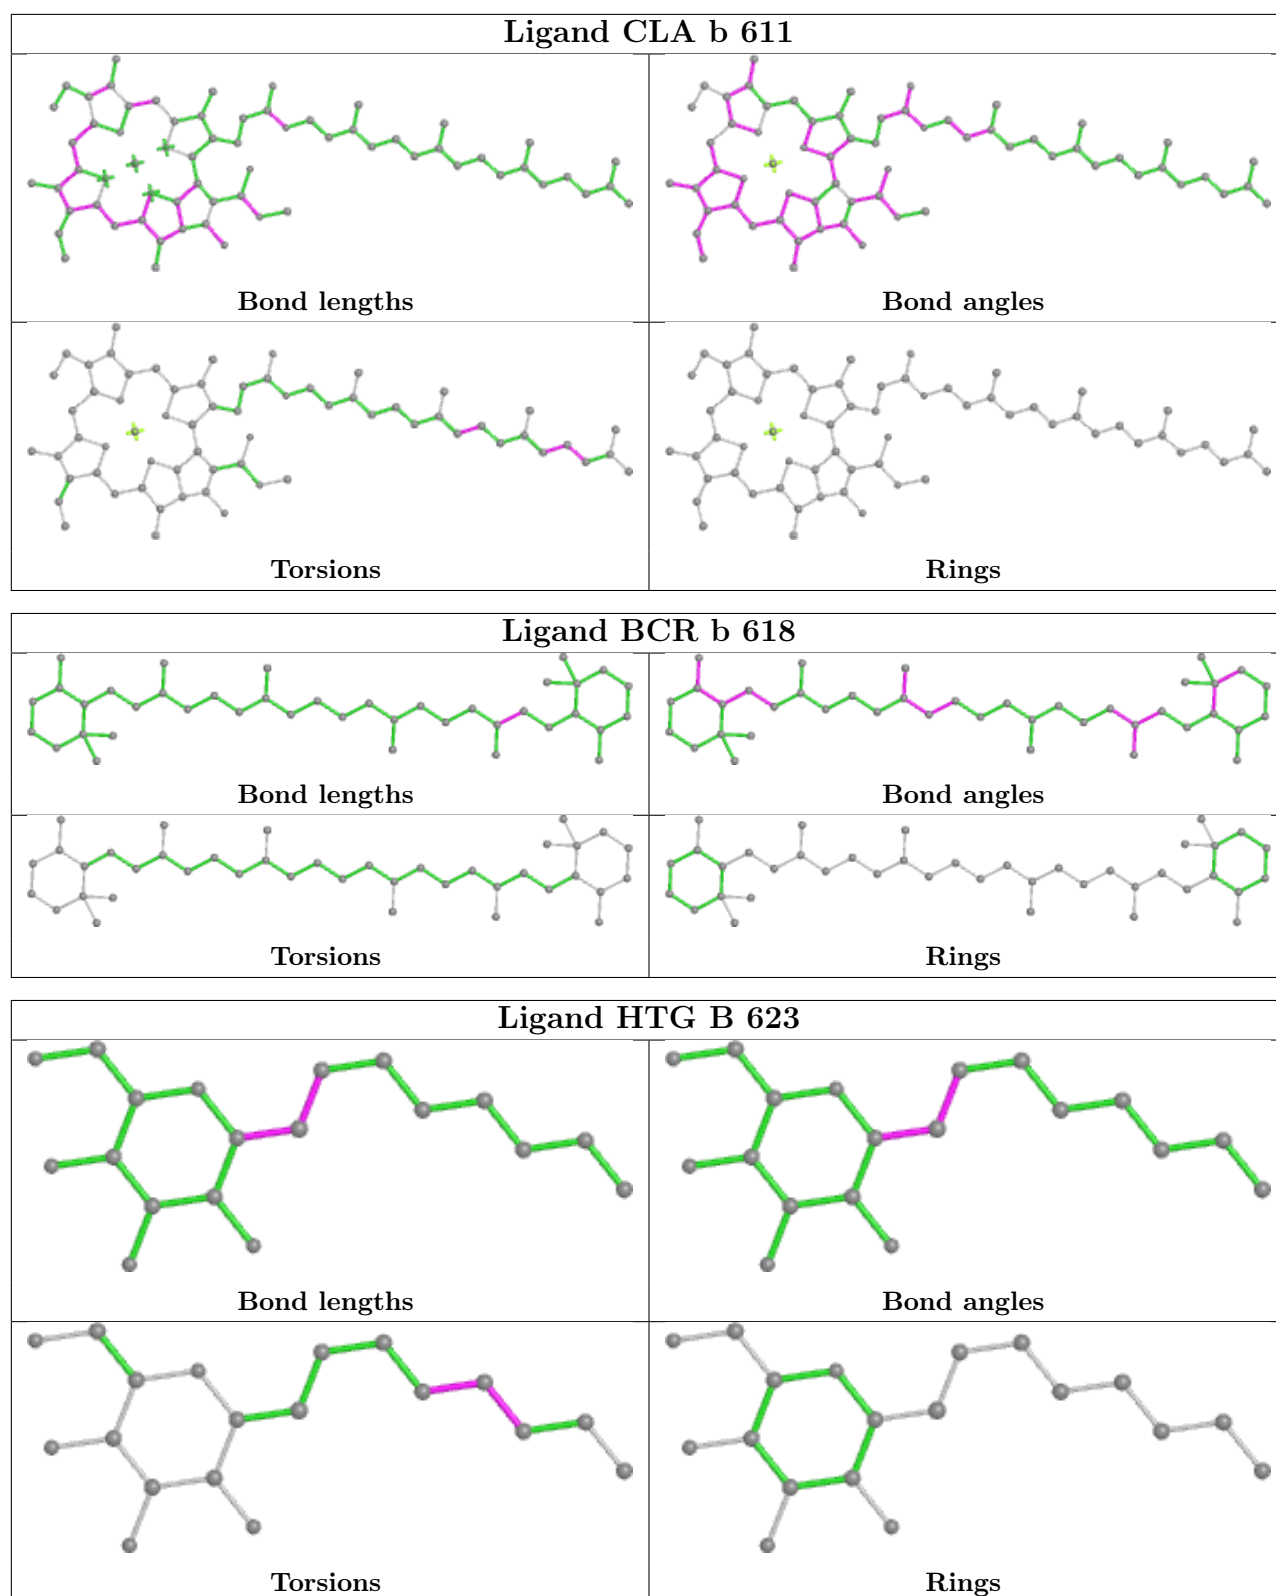 Ligand CLA b 611
Bond lengths
Bond angles
Torsions
Rings
Ligand BCR b 618
Bond lengths
Bond angles
Torsions
Rings
Ligand HTG B 623
Bond lengths
Bond angles
Torsions
Rings